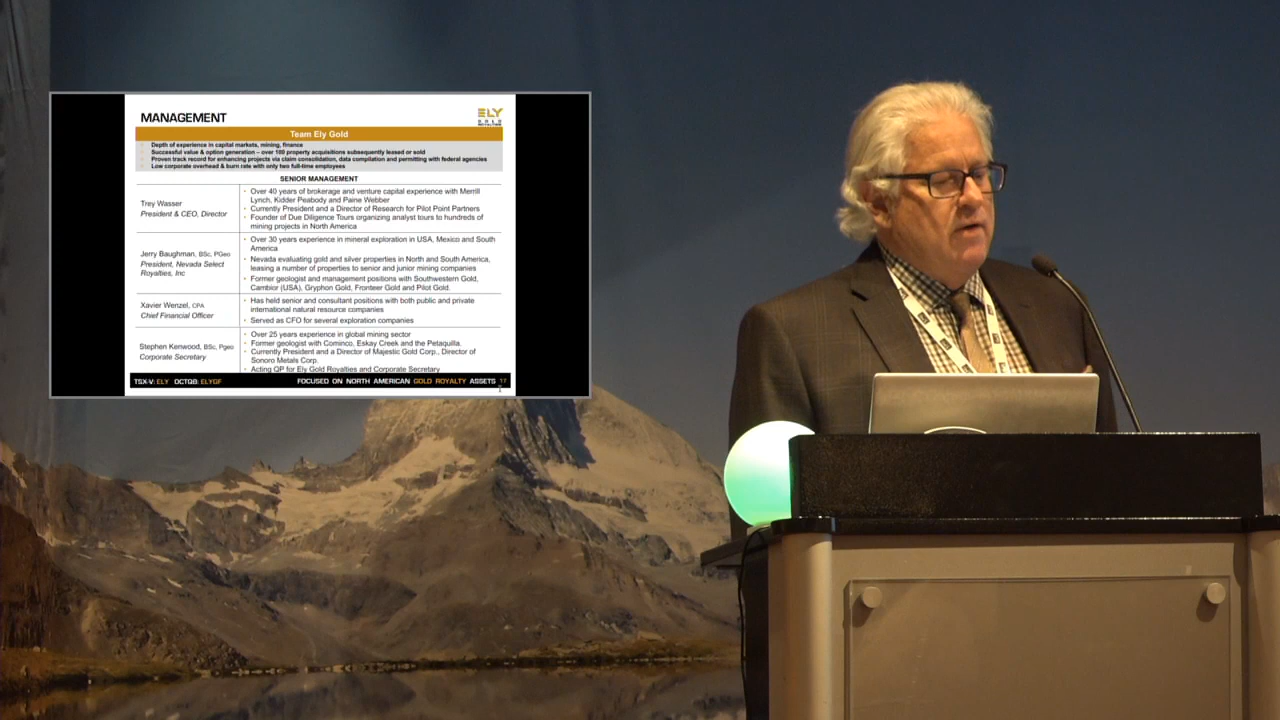 MANAGEMENT
ELY
GOLD
ROYALTIES
Team Ely Gold
Depth of experience in capital markets, mining, finance
Successful value & option generation – over 100 property acquisitions subsequently leased or sold
Proven track record for enhancing projects via claim consolidation, data compilation and permitting with federal agencies
Low corporate overhead & burn rate with only two full-time employees
SENIOR MANAGEMENT
Trey Wasser
President & CEO, Director
• Over 40 years of brokerage and venture capital experience with Merrill
Lynch, Kidder Peabody and Paine Webber
• Currently President and a Director of Research for Pilot Point Partners
• Founder of Due Diligence Tours organizing analyst tours to hundreds of
mining projects in North America
Jerry Baughman, BSc, PGeo
President, Nevada Select
Royalties, Inc
• Over 30 years experience in mineral exploration in USA, Mexico and South
America
• Nevada evaluating gold and silver properties in North and South America,
leasing a number of properties to senior and junior mining companies
• Former geologist and management positions with Southwestern Gold,
Cambior (USA), Gryphon Gold, Fronteer Gold and Pilot Gold.
Xavier Wenzel, CPA
Chief Financial Officer
• Has held senior and consultant positions with both public and private
international natural resource companies
• Served as CFO for several exploration companies
Stephen Kenwood, BSc, Pgeo
Corporate Secretary
• Over 25 years experience in global mining sector
• Former geologist with Cominco, Eskay Creek and the Petaquilla.
• Currently President and a Director of Majestic Gold Corp., Director of
Sonoro Metals Corp.
• Acting QP for Ely Gold Royalties and Corporate Secretary
TSX-V: ELY OCTQB: ELYGF
FOCUSED ON NORTH AMERICAN GOLD ROYALTY ASSETS 17